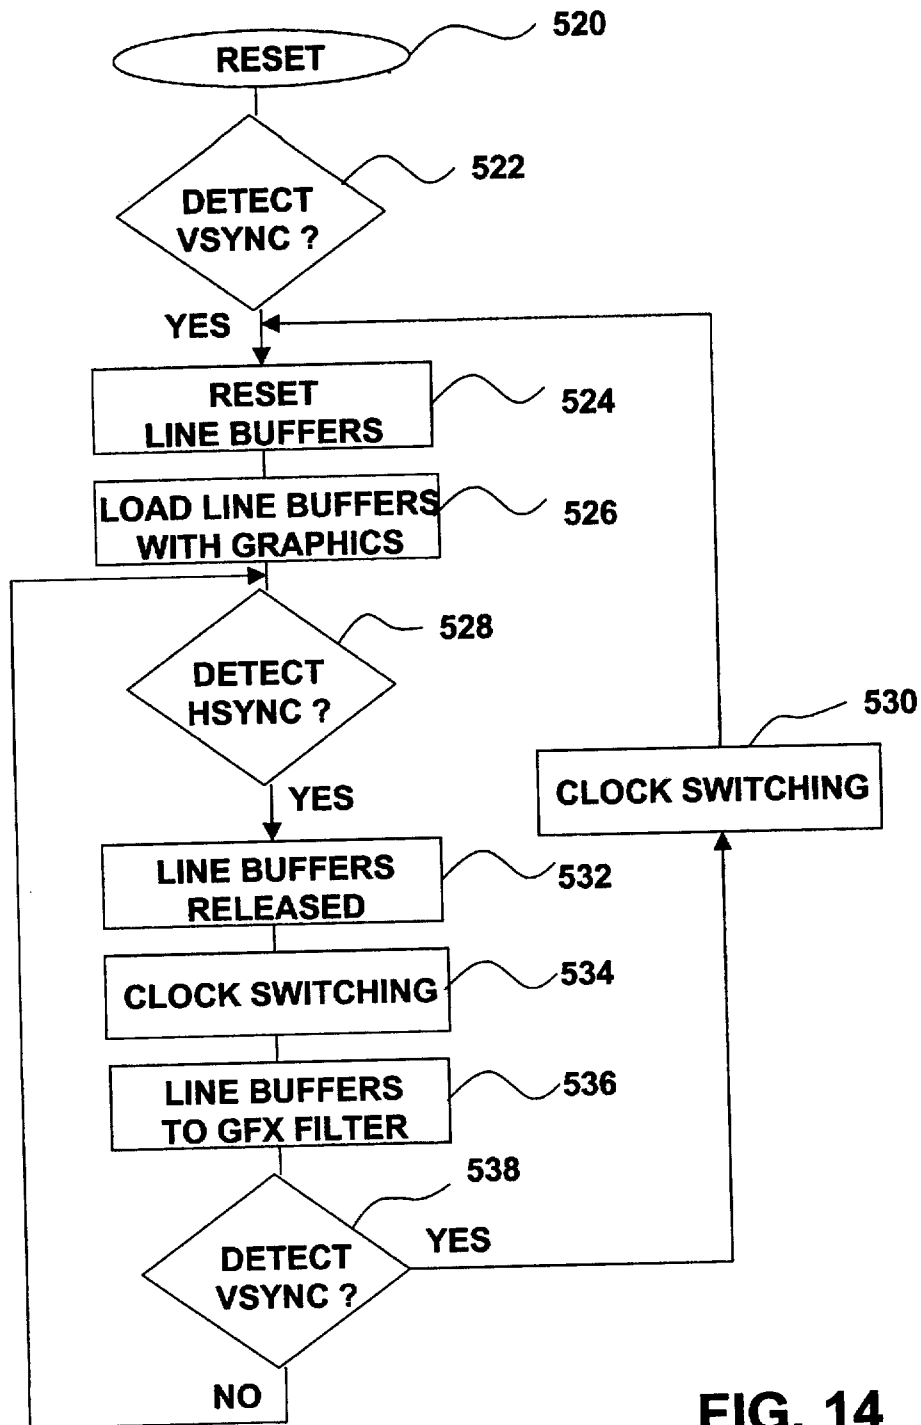 520
RESET
522
DETECT
VSYNC ?
YES
RESET
LINE BUFFERS
524
LOAD LINE BUFFERS
WITH GRAPHICS
526
528
DETECT
HSYNC ?
530
CLOCK SWITCHING
YES
LINE BUFFERS
RELEASED
532
CLOCK SWITCHING
534
LINE BUFFERS
TO GFX FILTER
536
538
DETECT
VSYNC ?
YES
NO
FIG. 14